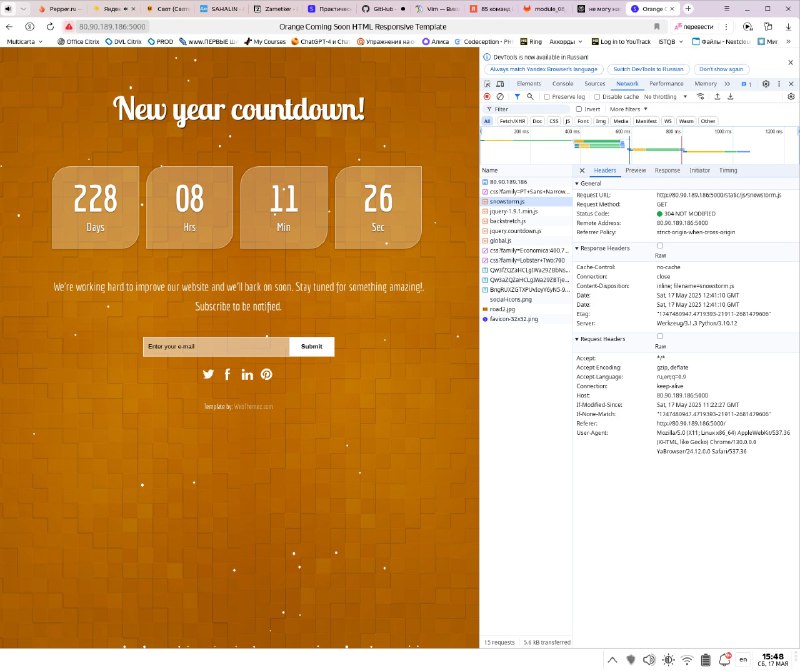 Pepper.ru
SAHALIN
Zametker
Практичес
GitHub
85 команд
module_05
не могу на
Orange C
80.90.189.186:5000
Orange Coming Soon HTML Responsive Template
перевести
Multicarta
Office Citrix
DVL Citrix
PROD
www.ПЕРВЫЕ Ш
My Courses
ChatGPT-4 и Cha
Упражнения на
Алиса
Codeception - PH
Ring
Аккорды
Log in to YouTrack
ISTQB
Файлы - Nextclou
Миг
New year countdown!
228
08
11
26
Days
Hrs
Min
Sec
We're working hard to improve our website and we'll back on soon. Stay tuned for something amazing!.
Subscribe to be notified.
Enter your e-mail
Submit
Template by: WebThemez.com
DevTools is now available in Russian!
Always match Yandex Browser's language
Switch DevTools to Russian
Don't show again
Elements
Console
Sources
Network
Performance
Memory
1
Preserve log
Disable cache
No throttling
Filter
Invert
More filters
All
Fetch/XHR
Doc
CSS
JS
Font
Img
Media
Manifest
WS
Wasm
Other
200 ms
400 ms
600 ms
800 ms
1000 ms
1200 ms
Name
Headers
Preview
Response
Initiator
Timing
80.90.189.186
css?family=PT+Sans+Narrow...
snowstorm.js
jquery-1.9.1.min.js
backstretch.js
jquery.countdown.js
global.js
css?family=Economica:400,7...
css?family=Lobster+Two:700
social-icons.png
road2.jpg
favicon-32x32.png
General
Request URL:
http://80.90.189.186:5000/static/js/snowstorm.js
Request Method:
GET
Status Code:
304 NOT MODIFIED
Remote Address:
80.90.189.186:5000
Referrer Policy:
strict-origin-when-cross-origin
Response Headers
Raw
Cache-Control:
no-cache
Connection:
close
Content-Disposition:
inline; filename=snowstorm.js
Date:
Sat, 17 May 2025 12:41:10 GMT
Date:
Sat, 17 May 2025 12:41:10 GMT
Etag:
"1747480947.4719393-21911-2681479606"
Server:
Werkzeug/3.1.3 Python/3.10.12
Request Headers
Raw
Accept:
*/*
Accept-Encoding:
gzip, deflate
Accept-Language:
ru,en;q=0.9
Connection:
keep-alive
Host:
80.90.189.186:5000
If-Modified-Since:
Sat, 17 May 2025 11:22:27 GMT
If-None-Match:
"1747480947.4719393-21911-2681479606"
Referer:
http://80.90.189.186:5000/
User-Agent:
Mozilla/5.0 (X11; Linux x86_64) AppleWebKit/537.36
(KHTML, like Gecko) Chrome/130.0.0.0
YaBrowser/24.12.0.0 Safari/537.36
15 requests
5.6 kB transferred
en
15:48
СБ, 17 МАЯ